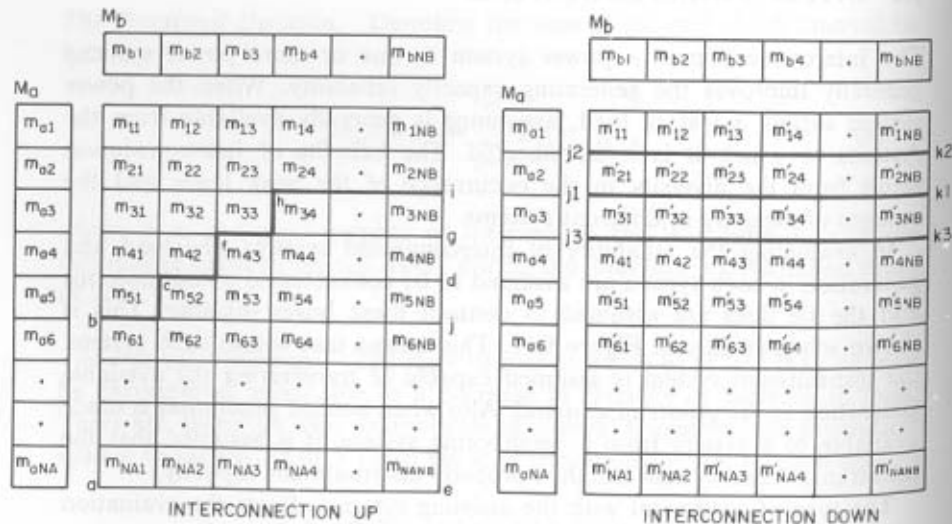 M_b
m_b1 m_b2 m_b3 m_b4 . m_bNB
M_a
m_a1 m_11 m_12 m_13 m_14 . m_1NB
m_a2 m_21 m_22 m_23 m_24 . m_2NB
i
m_a3 m_31 m_32 m_33 h m_34 . m_3NB
g
m_a4 m_41 m_42 f m_43 m_44 . m_4NB
d
m_a5 m_51 c m_52 m_53 m_54 . m_5NB
b j
m_a6 m_61 m_62 m_63 m_64 . m_6NB
. . . . . . .
. . . . . . .
m_aNA m_NA1 m_NA2 m_NA3 m_NA4 . m_NANB
a e
INTERCONNECTION UP
M_b
m_b1 m_b2 m_b3 m_b4 . m_bNB
M_a
m_a1 m'_11 m'_12 m'_13 m'_14 . m'_1NB
j2 k2
m_a2 m'_21 m'_22 m'_23 m'_24 . m'_2NB
j1 k1
m_a3 m'_31 m'_32 m'_33 m'_34 . m'_3NB
j3 k3
m_a4 m'_41 m'_42 m'_43 m'_44 . m'_4NB
m_a5 m'_51 m'_52 m'_53 m'_54 . m'_5NB
m_a6 m'_61 m'_62 m'_63 m'_64 . m'_6NB
. . . . . . .
. . . . . . .
m_aNA m'_NA1 m'_NA2 m'_NA3 m'_NA4 . m'_NANB
INTERCONNECTION DOWN